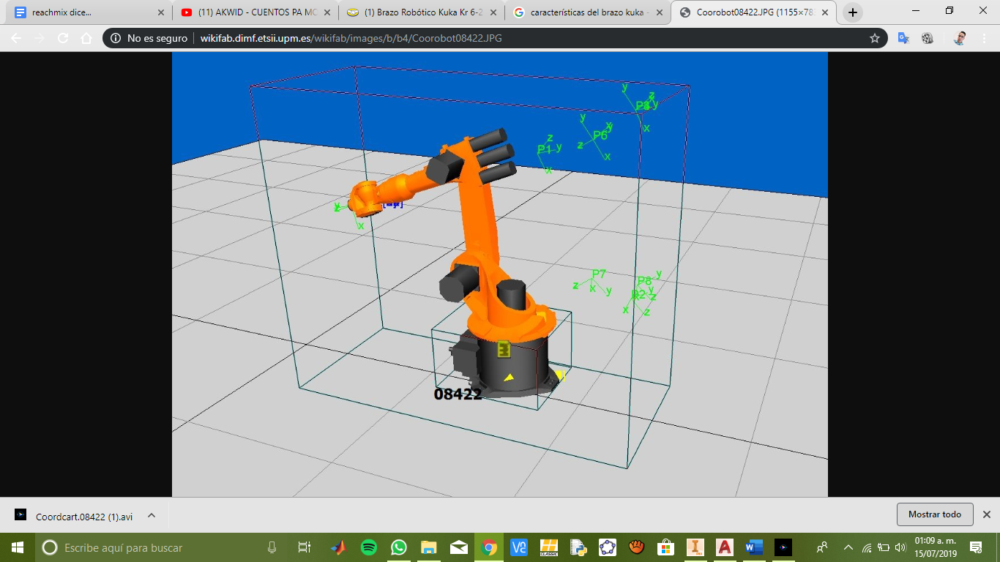 reachmix dice...
(11) AKWID - CUENTOS PA MC
(1) Brazo Robótico Kuka Kr 6-2
características del brazo kuka -
Coorobot08422.JPG (1155×783
No es seguro
wikifab.dimf.etsii.upm.es/wikifab/images/b/b4/Coorobot08422.JPG
y
z
y
x
y
x
y
P6
z
x
z
P1
y
x
y
z
x
P7
z
x
y
P8
y
P2
y
z
x
z
08422
Coordcart.08422 (1).avi
Mostrar todo
Escribe aquí para buscar
01:09 a. m.
15/07/2019